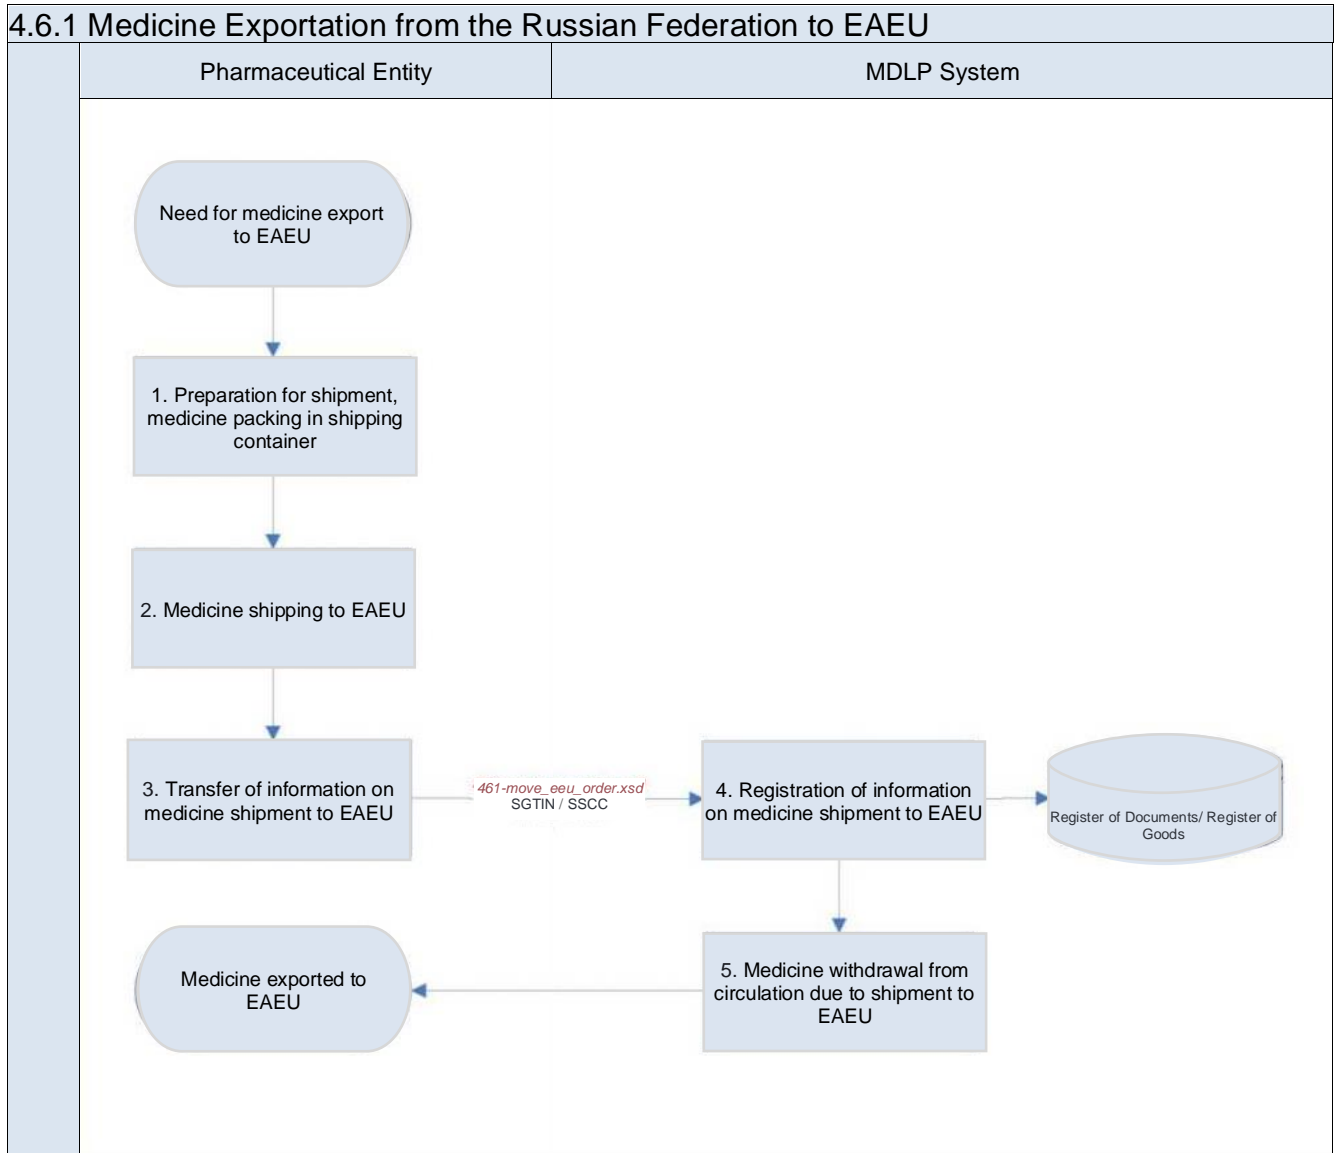 4.6.1 Medicine Exportation from the Russian Federation to EAEU
Pharmaceutical Entity
MDLP System
Need for medicine export
to EAEU
1. Preparation for shipment,
medicine packing in shipping
container
2. Medicine shipping to EAEU
3. Transfer of information on
medicine shipment to EAEU
461-move_eeu_order.xsd
SGTIN / SSCC
4. Registration of information
on medicine shipment to EAEU
Register of Documents/ Register of
Goods
5. Medicine withdrawal from
circulation due to shipment to
EAEU
Medicine exported to
EAEU